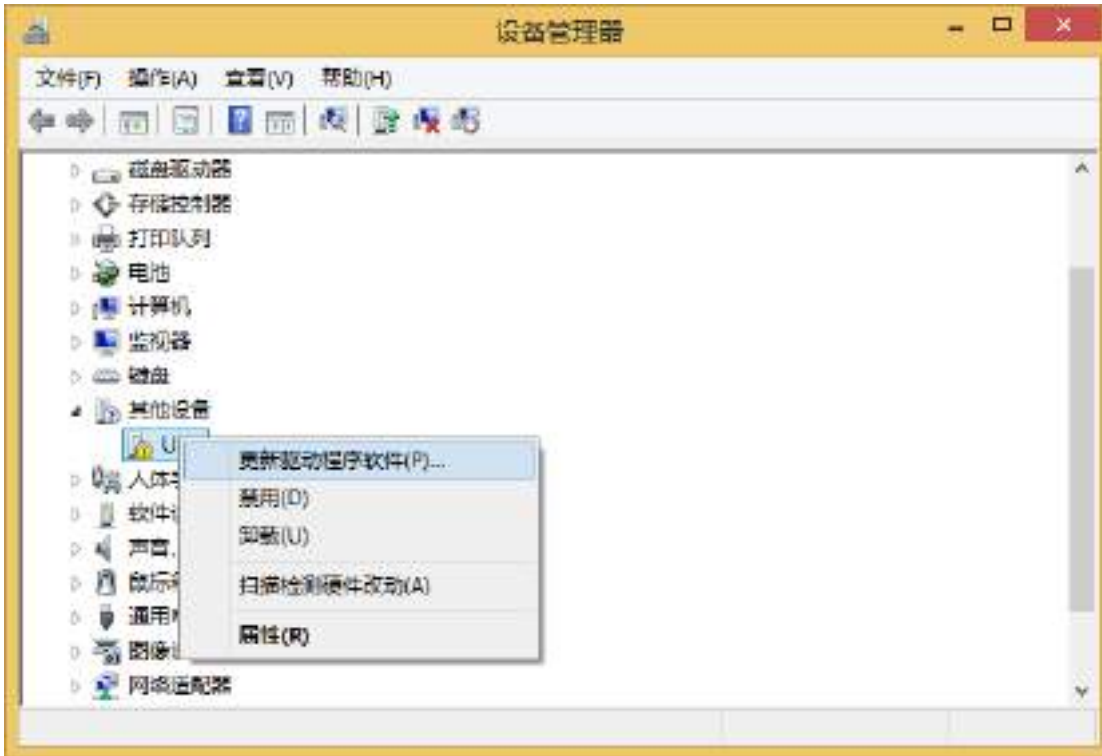 设备管理器
文件(F) 操作(A) 查看(V) 帮助(H)
磁盘驱动器
存储控制器
打印队列
电池
计算机
监视器
键盘
其他设备
U
更新驱动程序软件(P)...
人体
禁用(D)
软件
卸载(U)
声音
扫描检测硬件改动(A)
鼠标
通用
属性(R)
图像
网络适配器